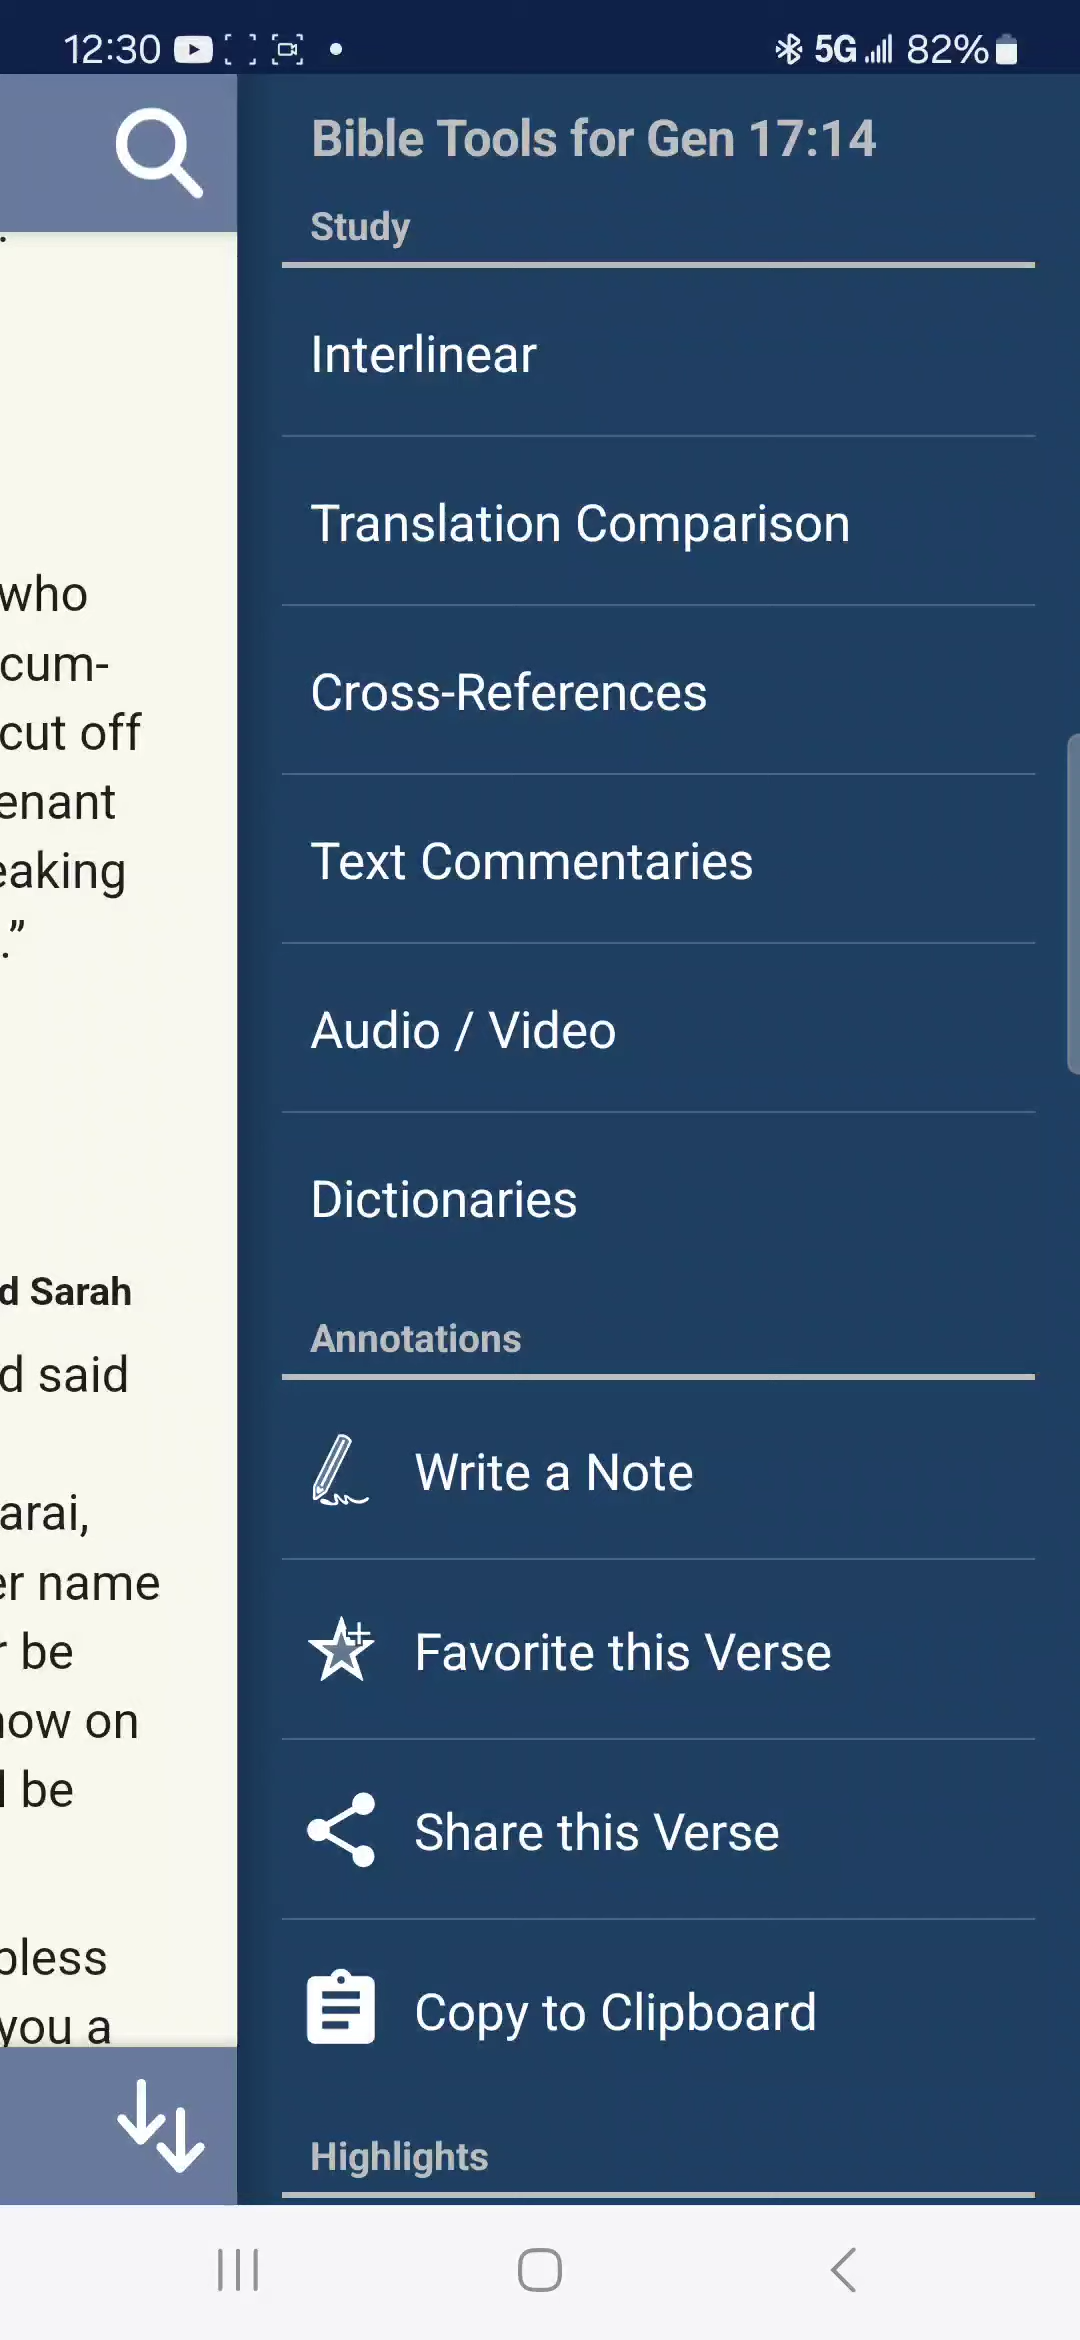 12:30
5G 82%
Bible Tools for Gen 17:14
Study
Interlinear
Translation Comparison
Cross-References
Text Commentaries
Audio / Video
Dictionaries
Annotations
Write a Note
Favorite this Verse
Share this Verse
Copy to Clipboard
Highlights
.
who
cum-
cut off
enant
eaking
.”
d Sarah
d said
arai,
er name
r be
now on
l be
bless
you a